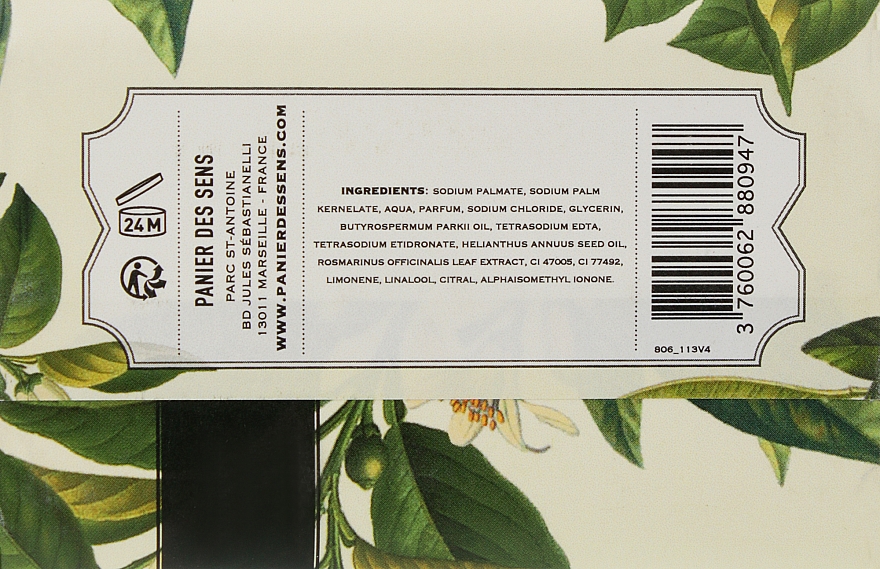 24M
PANIER DES SENS
PARC ST-ANTOINE
BD JULES SÉBASTIANELLI
13011 MARSEILLE - FRANCE
WWW.PANIERDESSENS.COM
INGREDIENTS: SODIUM PALMATE, SODIUM PALM
KERNELATE, AQUA, PARFUM, SODIUM CHLORIDE, GLYCERIN,
BUTYROSPERMUM PARKII OIL, TETRASODIUM EDTA,
TETRASODIUM ETIDRONATE, HELIANTHUS ANNUUS SEED OIL,
ROSMARINUS OFFICINALIS LEAF EXTRACT, CI 47005, CI 77492,
LIMONENE, LINALOOL, CITRAL, ALPHAISOMETHYL IONONE.
3 760062 880947
806_113V4